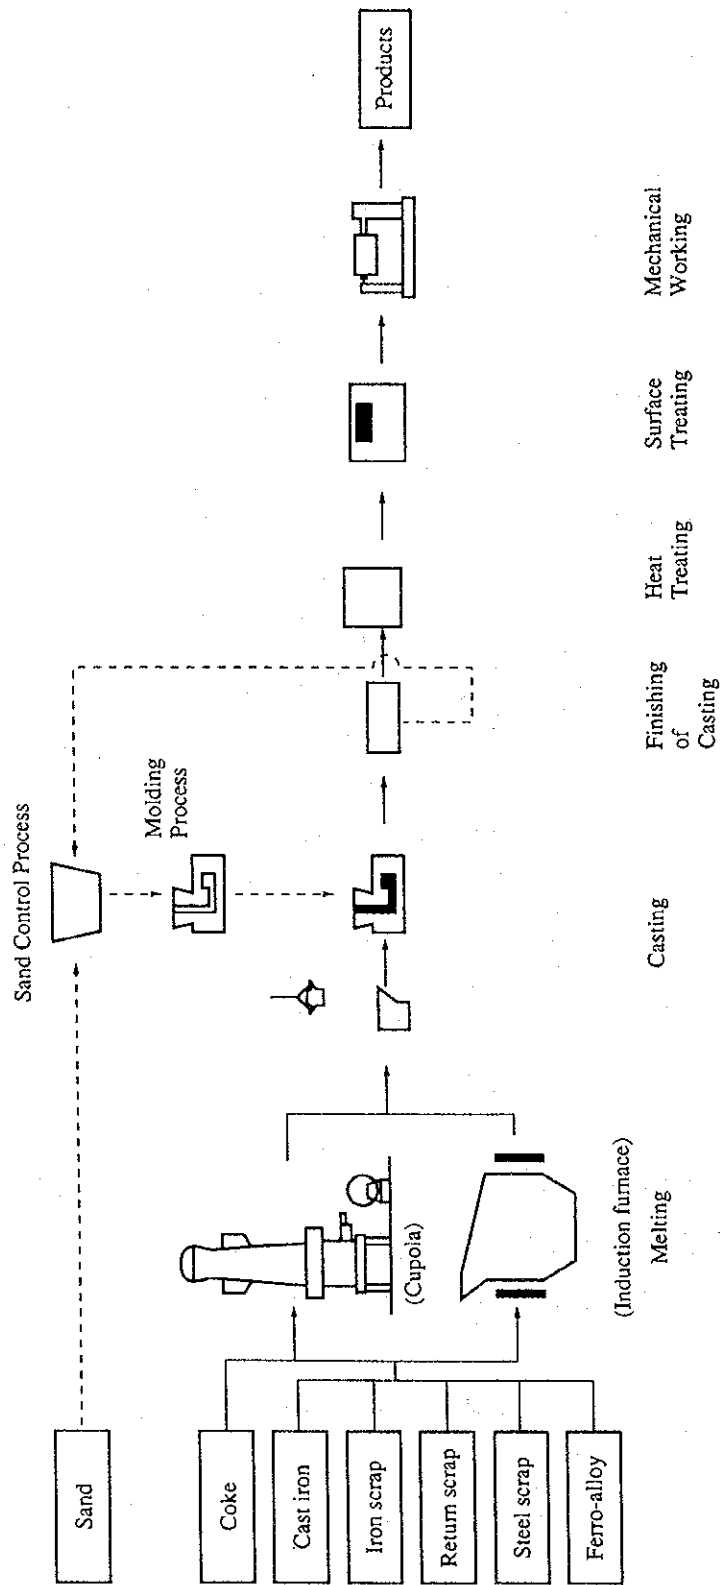 Sand
Coke
Cast iron
Iron scrap
Return scrap
Steel scrap
Ferro-alloy
(Cupola)
(Induction furnace)
Melting
Sand Control Process
Molding
Process
Casting
Finishing
of
Casting
Heat
Treating
Surface
Treating
Mechanical
Working
Products